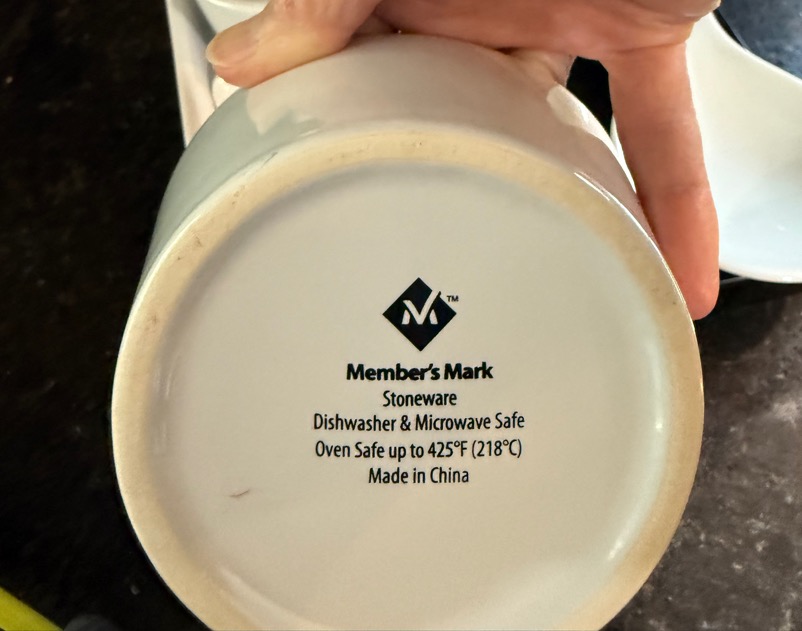 TM
Member's Mark
Stoneware
Dishwasher & Microwave Safe
Oven Safe up to 425°F (218°C)
Made in China